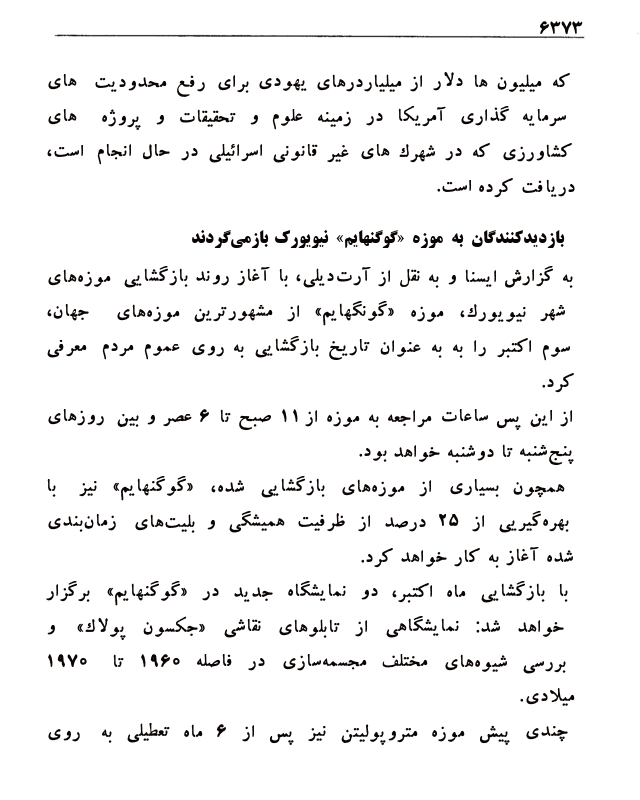 ۶۳۷۳
که میلیون ها دلار از میلیاردرهای یهودی برای رفع محدودیت های
سرمایه گذاری آمریکا در زمینه علوم و تحقیقات و پروژه های
کشاورزی که در شهرك های غیر قانونی اسرائیلی در حال انجام است،
دریافت کرده است.
بازدیدکنندگان به موزه «گوگنهایم» نیویورک بازمی‌گردند
به گزارش ایسنا و به نقل از آرت‌دیلی، با آغاز روند بازگشایی موزه‌های
شهر نیویورك، موزه «گونگهایم» از مشهورترین موزه‌های جهان،
سوم اکتبر را به به عنوان تاریخ بازگشایی به روی عموم مردم معرفی
کرد.
از این پس ساعات مراجعه به موزه از ۱۱ صبح تا ۶ عصر و بین روزهای
پنج‌شنبه تا دوشنبه خواهد بود.
همچون بسیاری از موزه‌های بازگشایی شده، «گوگنهایم» نیز با
بهره‌گیریی از ۲۵ درصد از ظرفیت همیشگی و بلیت‌های زمان‌بندی
شده آغاز به کار خواهد کرد.
با بازگشایی ماه اکتبر، دو نمایشگاه جدید در «گوگنهایم» برگزار
خواهد شد: نمایشگاهی از تابلوهای نقاشی «جکسون پولاك» و
بررسی شیوه‌های مختلف مجسمه‌سازی در فاصله ۱۹۶۰ تا ۱۹۷۰
میلادی.
چندی پیش موزه متروپولیتن نیز پس از ۶ ماه تعطیلی به روی